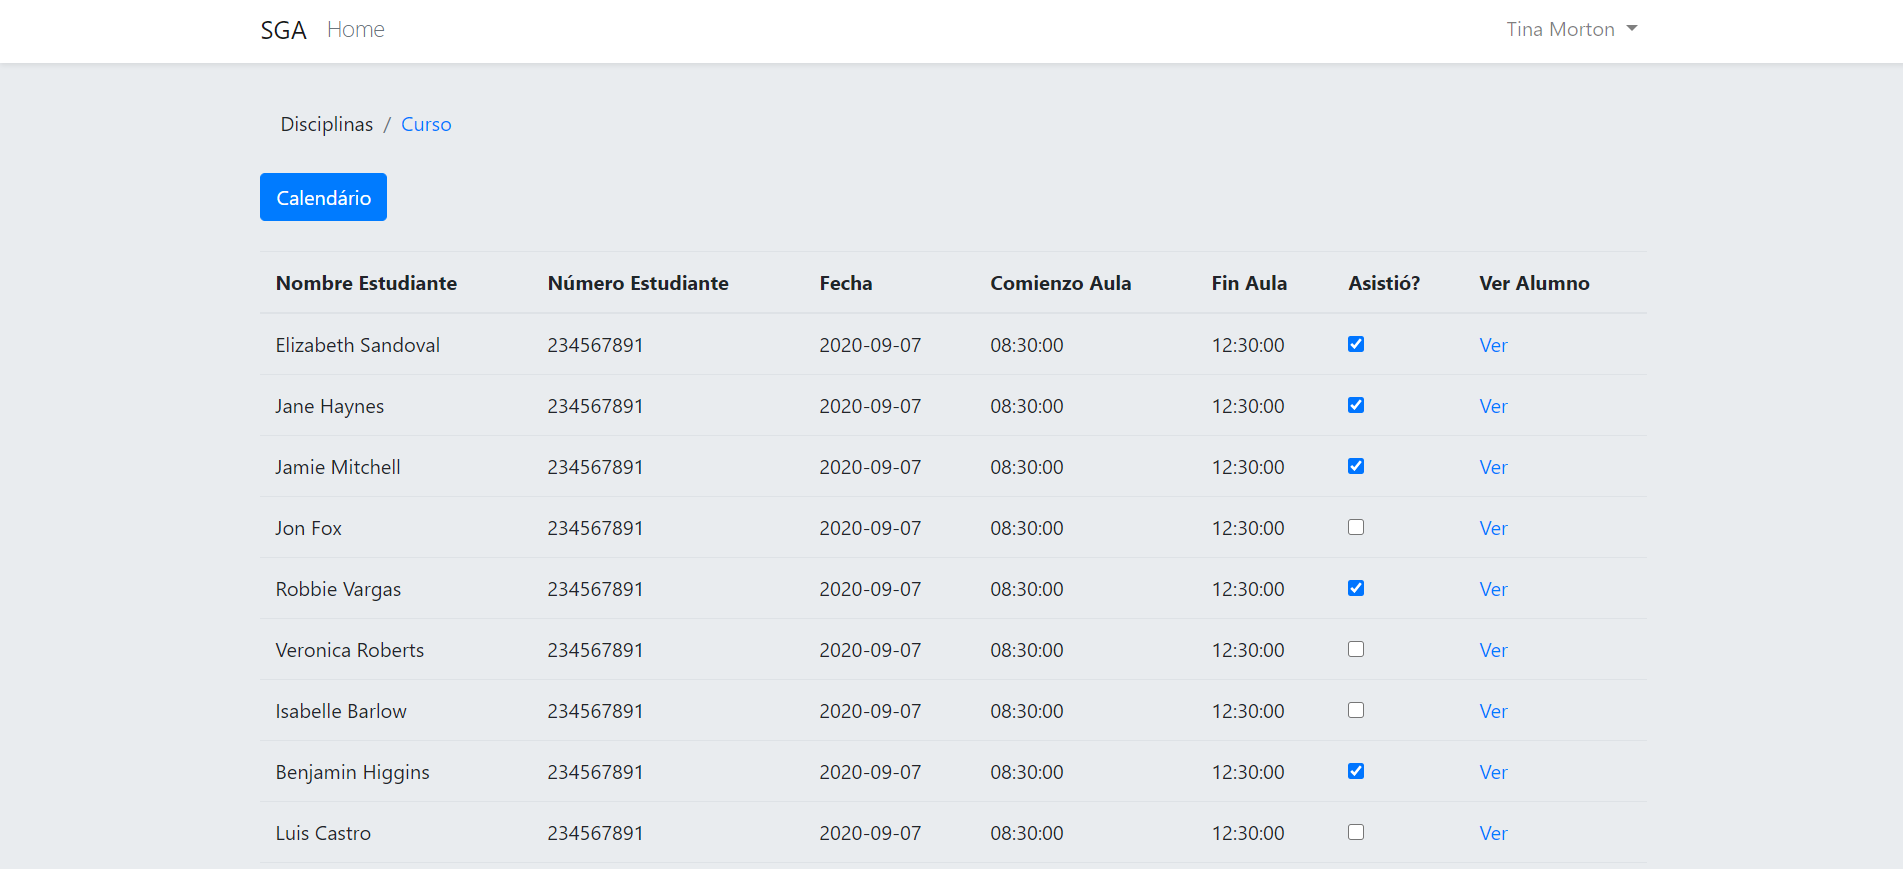 SGA Home Tina Morton
Disciplinas / Curso
Calendário
Nombre Estudiante Número Estudiante Fecha Comienzo Aula Fin Aula Asistió? Ver Alumno
Elizabeth Sandoval 234567891 2020-09-07 08:30:00 12:30:00 Ver
Jane Haynes 234567891 2020-09-07 08:30:00 12:30:00 Ver
Jamie Mitchell 234567891 2020-09-07 08:30:00 12:30:00 Ver
Jon Fox 234567891 2020-09-07 08:30:00 12:30:00 Ver
Robbie Vargas 234567891 2020-09-07 08:30:00 12:30:00 Ver
Veronica Roberts 234567891 2020-09-07 08:30:00 12:30:00 Ver
Isabelle Barlow 234567891 2020-09-07 08:30:00 12:30:00 Ver
Benjamin Higgins 234567891 2020-09-07 08:30:00 12:30:00 Ver
Luis Castro 234567891 2020-09-07 08:30:00 12:30:00 Ver